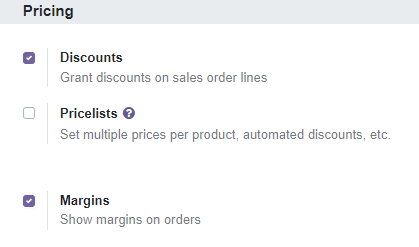 Pricing
Discounts
Grant discounts on sales order lines
Pricelists ?
Set multiple prices per product, automated discounts, etc.
Margins
Show margins on orders